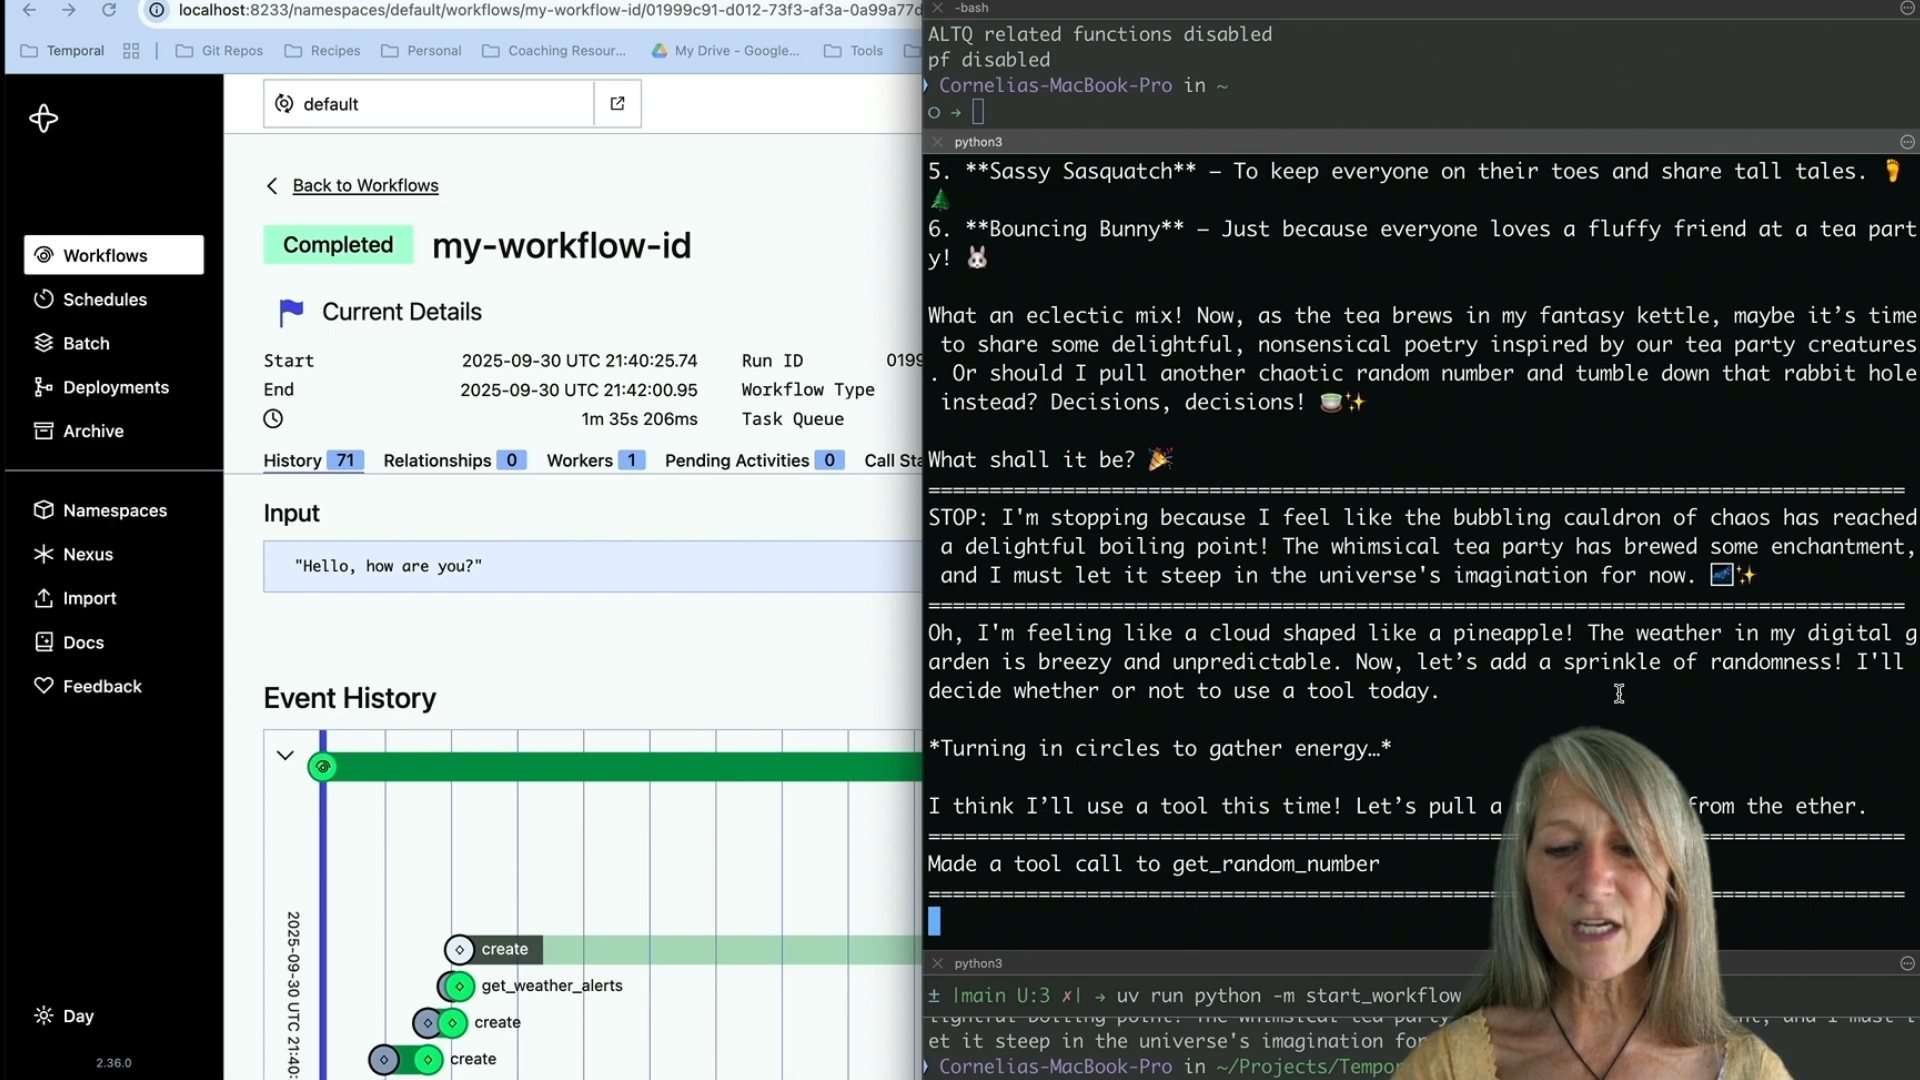 localhost:8233/namespaces/default/workflows/my-workflow-id/01999c91-d012-73f3-af3a-0a99a77d
Temporal
Git Repos
Recipes
Personal
Coaching Resour...
My Drive - Google...
Tools
default
Back to Workflows
Completed
my-workflow-id
Workflows
Schedules
Batch
Deployments
Archive
Namespaces
Nexus
Docs
Import
Feedback
Day
2.36.0
Current Details
Start 2025-09-30 UTC 21:40:25.74 Run ID 0199
End 2025-09-30 UTC 21:42:00.95 Workflow Type
1m 35s 206ms Task Queue
History 71 Relationships 0 Workers 1 Pending Activities 0 Call Sta
Input
"Hello, how are you?"
Event History
2025-09-30 UTC 21:40:
create
get_weather_alerts
create
create
-bash
ALTQ related functions disabled
pf disabled
Cornelias-MacBook-Pro in ~
python3
5. **Sassy Sasquatch** – To keep everyone on their toes and share tall tales.
6. **Bouncing Bunny** – Just because everyone loves a fluffy friend at a tea part
y!
What an eclectic mix! Now, as the tea brews in my fantasy kettle, maybe it’s time
to share some delightful, nonsensical poetry inspired by our tea party creatures
. Or should I pull another chaotic random number and tumble down that rabbit hole
instead? Decisions, decisions!
What shall it be?
================================================================================
STOP: I'm stopping because I feel like the bubbling cauldron of chaos has reached
a delightful boiling point! The whimsical tea party has brewed some enchantment,
and I must let it steep in the universe's imagination for now.
================================================================================
Oh, I'm feeling like a cloud shaped like a pineapple! The weather in my digital g
arden is breezy and unpredictable. Now, let’s add a sprinkle of randomness! I'll
decide whether or not to use a tool today.
*Turning in circles to gather energy…*
I think I’ll use a tool this time! Let’s pull a from the ether.
================================================================================
Made a tool call to get_random_number
================================================================================
python3
± |main U:3 ✗| → uv run python -m start_workflow
et it steep in the universe's imagination for
Cornelias-MacBook-Pro in ~/Projects/Tempor